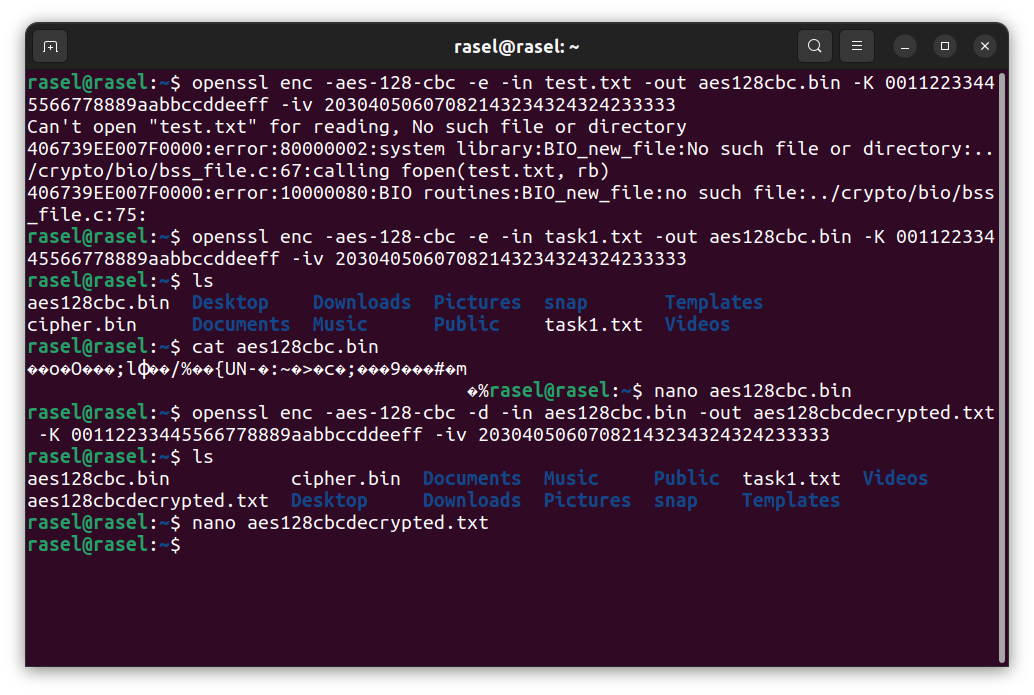 rasel@rasel: ~
rasel@rasel:~$ openssl enc -aes-128-cbc -e -in test.txt -out aes128cbc.bin -K 0011223344
5566778889aabbccddeeff -iv 20304050607082143234324324233333
Can't open "test.txt" for reading, No such file or directory
406739EE007F0000:error:80000002:system library:BIO_new_file:No such file or directory:..
/crypto/bio/bss_file.c:67:calling fopen(test.txt, rb)
406739EE007F0000:error:10000080:BIO routines:BIO_new_file:no such file:../crypto/bio/bss
_file.c:75:
rasel@rasel:~$ openssl enc -aes-128-cbc -e -in task1.txt -out aes128cbc.bin -K 001122334
45566778889aabbccddeeff -iv 20304050607082143234324324233333
rasel@rasel:~$ ls
aes128cbc.bin Desktop Downloads Pictures snap Templates
cipher.bin Documents Music Public task1.txt Videos
rasel@rasel:~$ cat aes128cbc.bin
��o�O���;lф��/%��{UN-�:~�>�c�;���9���#�ՠ
�%rasel@rasel:~$ nano aes128cbc.bin
rasel@rasel:~$ openssl enc -aes-128-cbc -d -in aes128cbc.bin -out aes128cbcdecrypted.txt
-K 00112233445566778889aabbccddeeff -iv 20304050607082143234324324233333
rasel@rasel:~$ ls
aes128cbc.bin cipher.bin Documents Music Public task1.txt Videos
aes128cbcdecrypted.txt Desktop Downloads Pictures snap Templates
rasel@rasel:~$ nano aes128cbcdecrypted.txt
rasel@rasel:~$